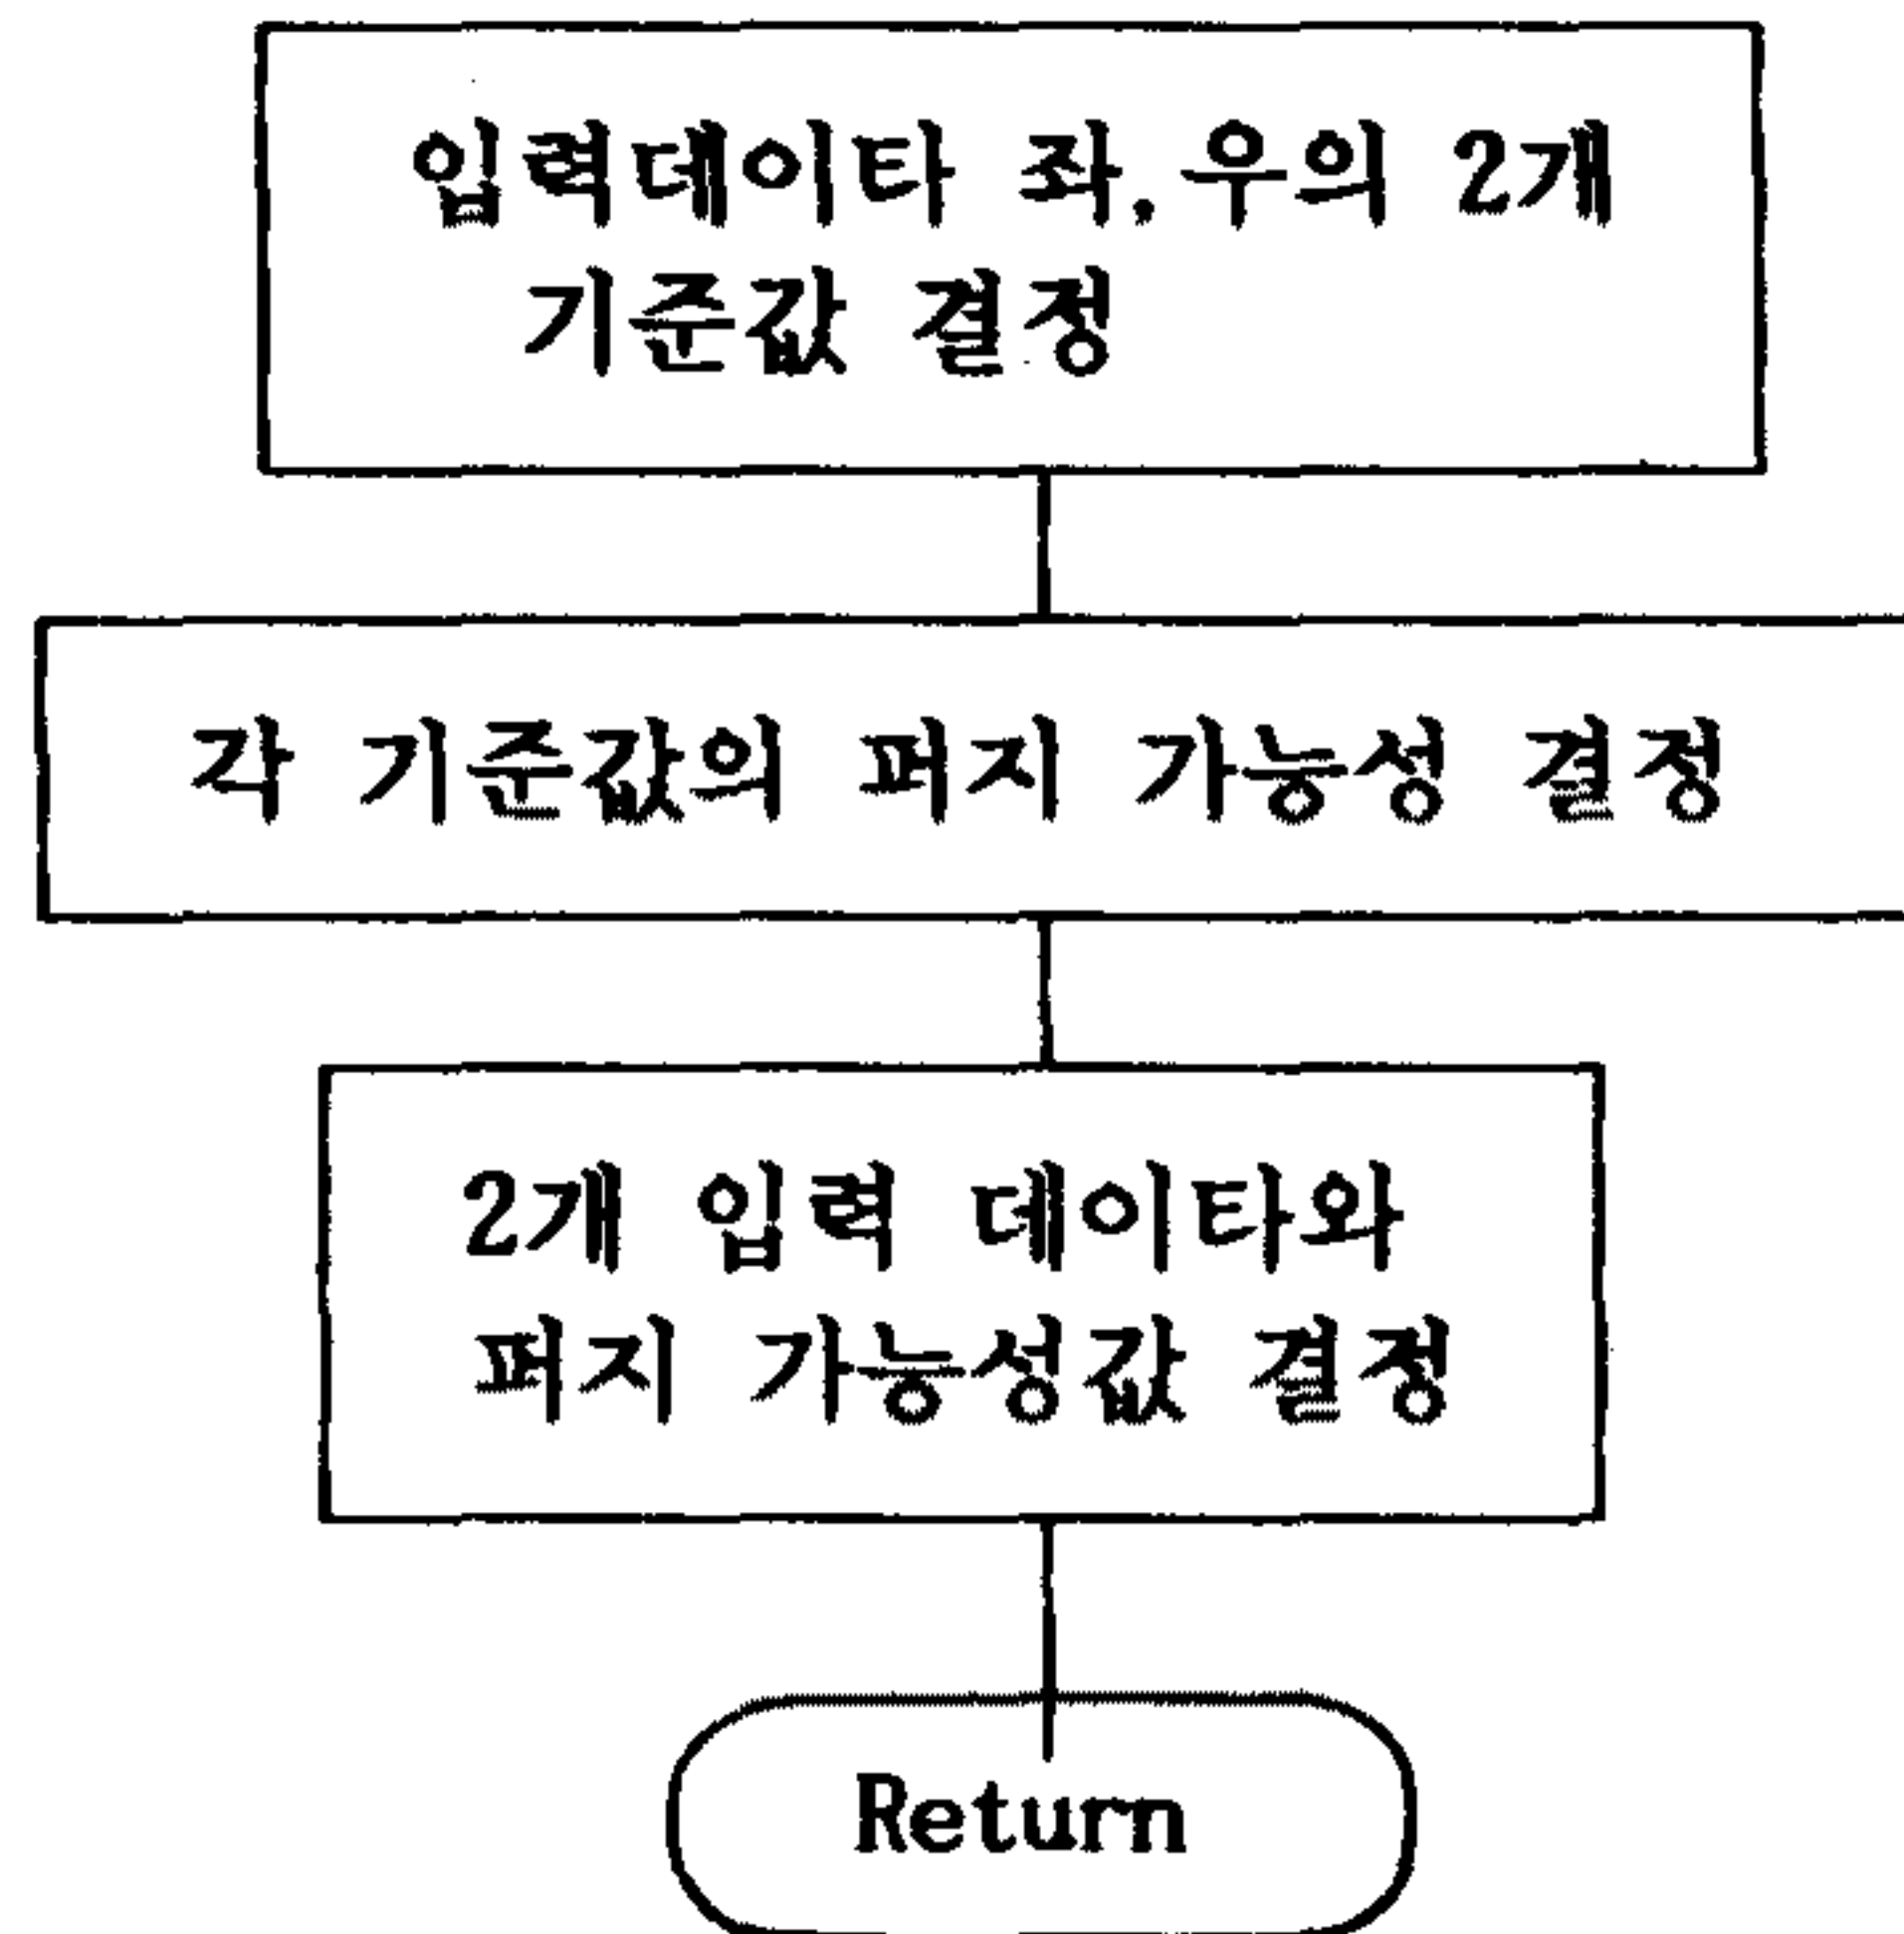 입력데이타 좌, 우의 2개
기준값 결정
각 기준값의 퍼지 가능성 결정
2개 입력 데이타와
퍼지 가능성값 결정
Return